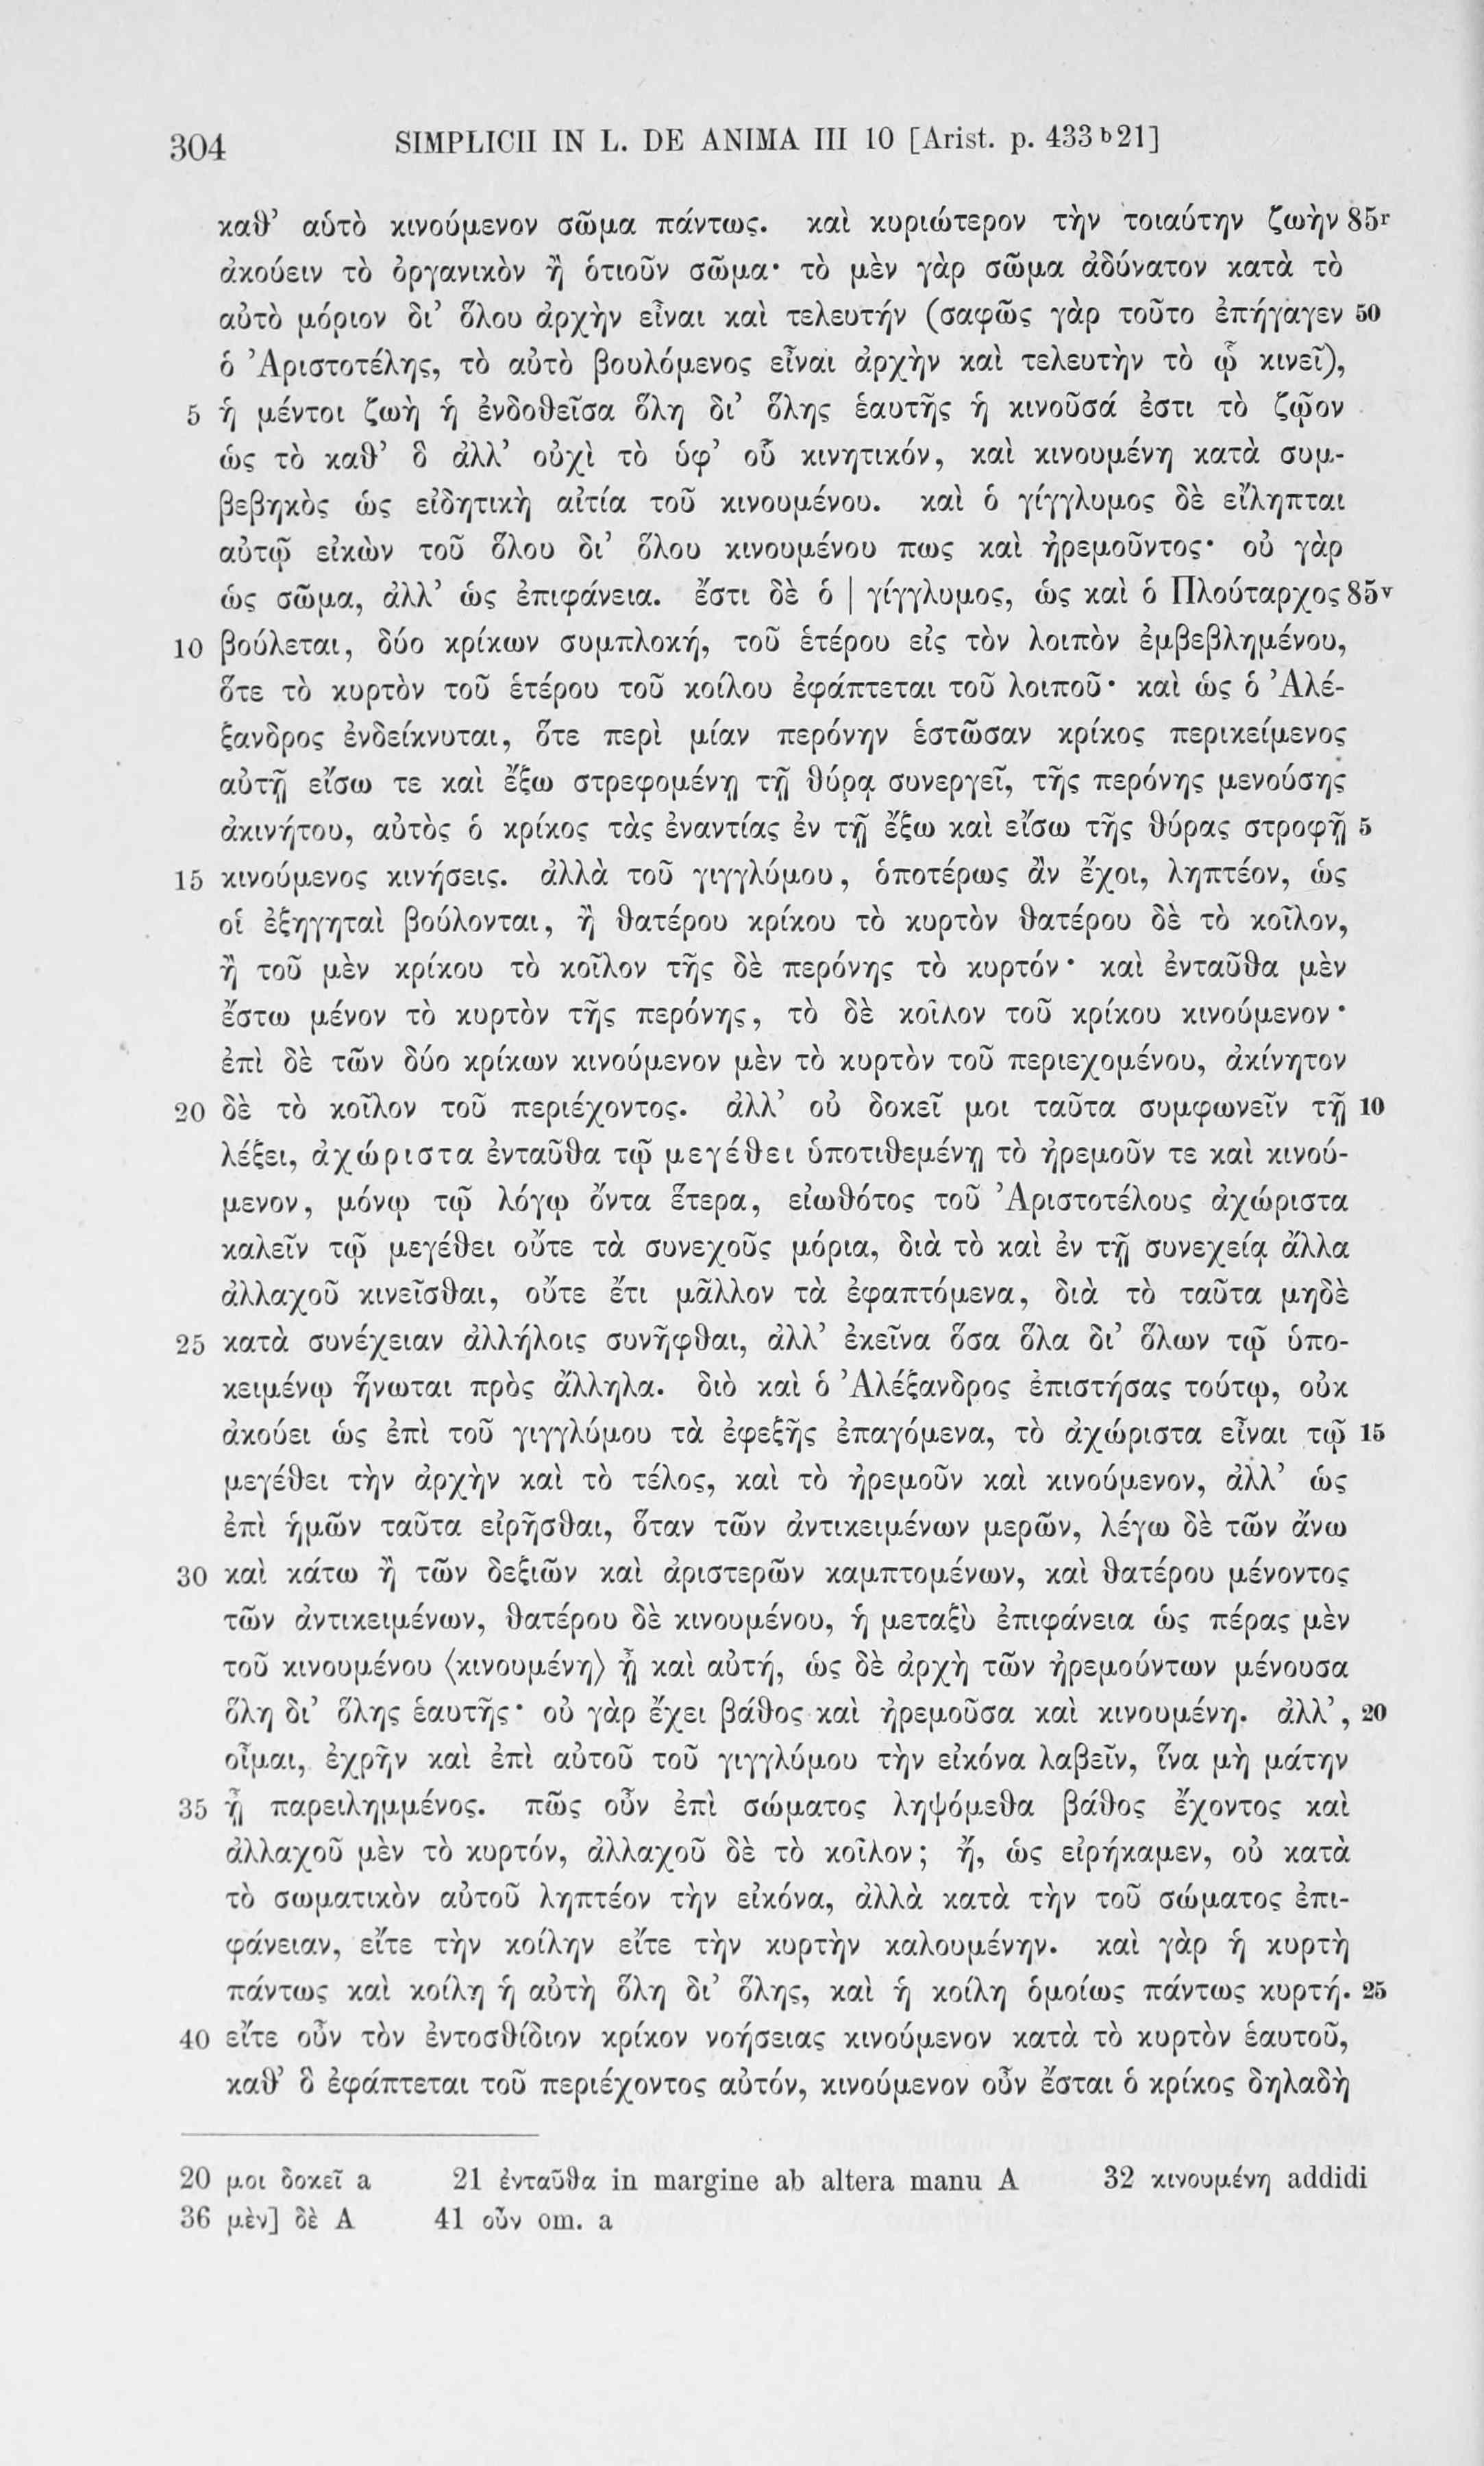 304 SIMPLICII IN L. DE ANIMA III 10 [Arist. p. 433 b 21]
καθ’ αὑτὸ κινούμενον σῶμα πάντως. καὶ κυριώτερον τὴν τοιαύτην ζωὴν 85r
ἀκούειν τὸ ὀργανικὸν ἢ ὁτιοῦν σῶμα· τὸ μὲν γὰρ σῶμα ἀδύνατον κατὰ τὸ
αὐτὸ μόριον δι’ ὅλου ἀρχὴν εἶναι καὶ τελευτήν (σαφῶς γὰρ τοῦτο ἐπήγαγεν 50
ὁ Ἀριστοτέλης, τὸ αὐτὸ βουλόμενος εἶναι ἀρχὴν καὶ τελευτὴν τὸ ᾧ κινεῖ),
5 ἡ μέντοι ζωὴ ἡ ἐνδοθεῖσα ὅλη δι’ ὅλης ἑαυτῆς ἡ κινοῦσά ἐστι τὸ ζῷον
ὡς τὸ καθ’ ὃ ἀλλ’ οὐχὶ τὸ ὑφ’ οὗ κινητικόν, καὶ κινουμένη κατὰ συμ-
βεβηκὸς ὡς εἰδητικὴ αἰτία τοῦ κινουμένου. καὶ ὁ γίγγλυμος δὲ εἴληπται
αὐτῷ εἰκὼν τοῦ ὅλου δι’ ὅλου κινουμένου πως καὶ ἠρεμοῦντος· οὐ γὰρ
ὡς σῶμα, ἀλλ’ ὡς ἐπιφάνεια. ἔστι δὲ ὁ | γίγγλυμος, ὡς καὶ ὁ Πλούταρχος 85v
10 βούλεται, δύο κρίκων συμπλοκή, τοῦ ἑτέρου εἰς τὸν λοιπὸν ἐμβεβλημένου,
ὅτε τὸ κυρτὸν τοῦ ἑτέρου τοῦ κοίλου ἐφάπτεται τοῦ λοιποῦ· καὶ ὡς ὁ Ἀλέ-
ξανδρος ἐνδείκνυται, ὅτε περὶ μίαν περόνην ἑστῶσαν κρίκος περικείμενος
αὐτῇ εἴσω τε καὶ ἔξω στρεφομένῃ τῇ θύρᾳ συνεργεῖ, τῆς περόνης μενούσης
ἀκινήτου, αὐτὸς ὁ κρίκος τὰς ἐναντίας ἐν τῇ ἔξω καὶ εἴσω τῆς θύρας στροφῇ 5
15 κινούμενος κινήσεις. ἀλλὰ τοῦ γιγγλύμου, ὁποτέρως ἂν ἔχοι, ληπτέον, ὡς
οἱ ἐξηγηταὶ βούλονται, ἢ θατέρου κρίκου τὸ κυρτὸν θατέρου δὲ τὸ κοῖλον,
ἢ τοῦ μὲν κρίκου τὸ κοῖλον τῆς δὲ περόνης τὸ κυρτόν· καὶ ἐνταῦθα μὲν
ἔστω μένον τὸ κυρτὸν τῆς περόνης, τὸ δὲ κοῖλον τοῦ κρίκου κινούμενον·
ἐπὶ δὲ τῶν δύο κρίκων κινούμενον μὲν τὸ κυρτὸν τοῦ περιεχομένου, ἀκίνητον
20 δὲ τὸ κοῖλον τοῦ περιέχοντος. ἀλλ’ οὐ δοκεῖ μοι ταῦτα συμφωνεῖν τῇ 10
λέξει, ἀχώριστα ἐνταῦθα τῷ μεγέθει ὑποτιθεμένῃ τὸ ἠρεμοῦν τε καὶ κινού-
μενον, μόνῳ τῷ λόγῳ ὄντα ἕτερα, εἰωθότος τοῦ Ἀριστοτέλους ἀχώριστα
καλεῖν τῷ μεγέθει οὔτε τὰ συνεχοῦς μόρια, διὰ τὸ καὶ ἐν τῇ συνεχείᾳ ἄλλα
ἀλλαχοῦ κινεῖσθαι, οὔτε ἔτι μᾶλλον τὰ ἐφαπτόμενα, διὰ τὸ ταῦτα μηδὲ
25 κατὰ συνέχειαν ἀλλήλοις συνῆφθαι, ἀλλ’ ἐκεῖνα ὅσα ὅλα δι’ ὅλων τῷ ὑπο-
κειμένῳ ἥνωται πρὸς ἄλληλα. διὸ καὶ ὁ Ἀλέξανδρος ἐπιστήσας τούτῳ, οὐκ
ἀκούει ὡς ἐπὶ τοῦ γιγγλύμου τὰ ἐφεξῆς ἐπαγόμενα, τὸ ἀχώριστα εἶναι τῷ 15
μεγέθει τὴν ἀρχὴν καὶ τὸ τέλος, καὶ τὸ ἠρεμοῦν καὶ κινούμενον, ἀλλ’ ὡς
ἐπὶ ἡμῶν ταῦτα εἰρῆσθαι, ὅταν τῶν ἀντικειμένων μερῶν, λέγω δὲ τῶν ἄνω
30 καὶ κάτω ἢ τῶν δεξιῶν καὶ ἀριστερῶν καμπτομένων, καὶ θατέρου μένοντος
τῶν ἀντικειμένων, θατέρου δὲ κινουμένου, ἡ μεταξὺ ἐπιφάνεια ὡς πέρας μὲν
τοῦ κινουμένου ⟨κινουμένη⟩ ᾖ καὶ αὐτή, ὡς δὲ ἀρχὴ τῶν ἠρεμούντων μένουσα
ὅλη δι’ ὅλης ἑαυτῆς· οὐ γὰρ ἔχει βάθος καὶ ἠρεμοῦσα καὶ κινουμένη. ἀλλ’, 20
οἶμαι, ἐχρῆν καὶ ἐπὶ αὐτοῦ τοῦ γιγγλύμου τὴν εἰκόνα λαβεῖν, ἵνα μὴ μάτην
35 ᾖ παρειλημμένος. πῶς οὖν ἐπὶ σώματος ληψόμεθα βάθος ἔχοντος καὶ
ἀλλαχοῦ μὲν τὸ κυρτόν, ἀλλαχοῦ δὲ τὸ κοῖλον; ἤ, ὡς εἰρήκαμεν, οὐ κατὰ
τὸ σωματικὸν αὐτοῦ ληπτέον τὴν εἰκόνα, ἀλλὰ κατὰ τὴν τοῦ σώματος ἐπι-
φάνειαν, εἴτε τὴν κοίλην εἴτε τὴν κυρτὴν καλουμένην. καὶ γὰρ ἡ κυρτὴ
πάντως καὶ κοίλη ἡ αὐτὴ ὅλη δι’ ὅλης, καὶ ἡ κοίλη ὁμοίως πάντως κυρτή. 25
40 εἴτε οὖν τὸν ἐντοσθίδιον κρίκον νοήσειας κινούμενον κατὰ τὸ κυρτὸν ἑαυτοῦ,
καθ’ ὃ ἐφάπτεται τοῦ περιέχοντος αὐτόν, κινούμενον οὖν ἔσται ὁ κρίκος δηλαδὴ
20 μοι δοκεῖ a 21 ἐνταῦθα in margine ab altera manu A 32 κινουμένη addidi
36 μὲν] δὲ A 41 οὖν om. a